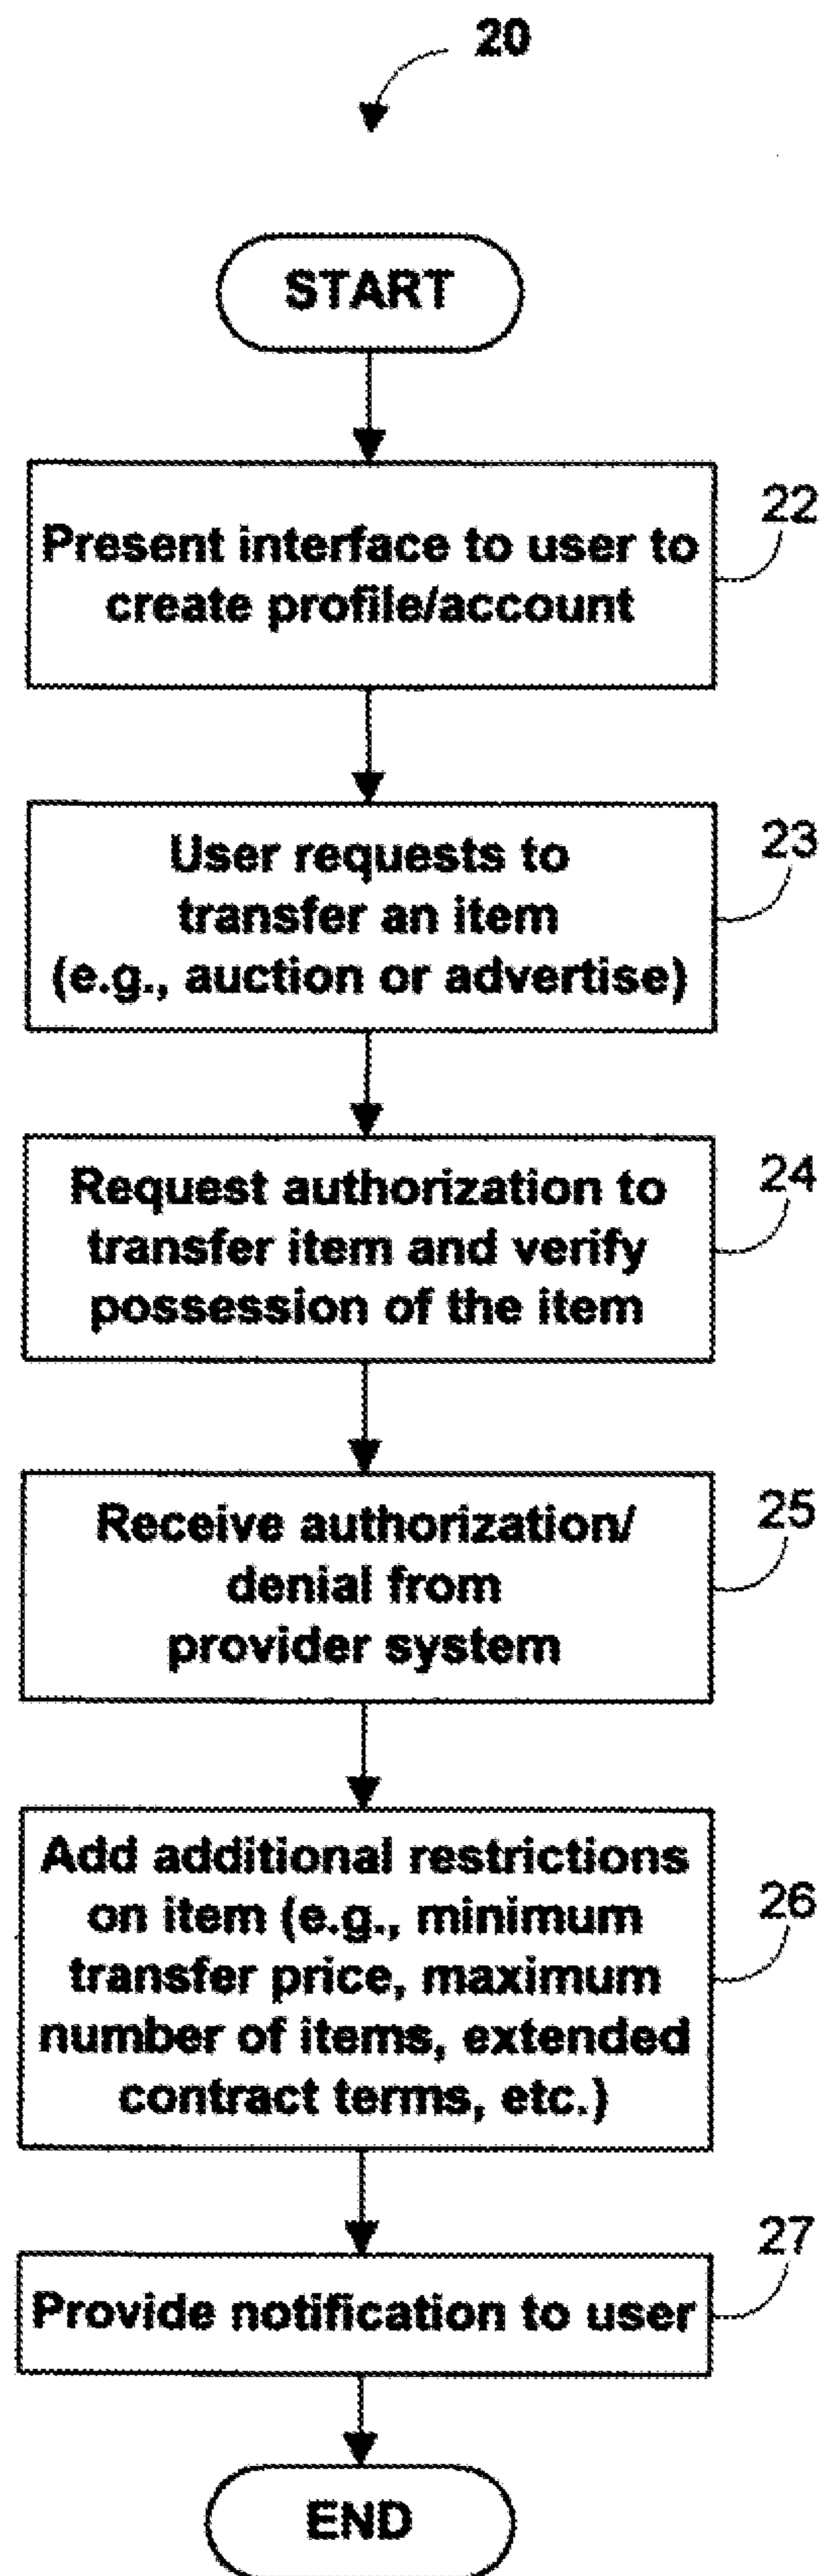 20
START
22
Present interface to user to
create profile/account
23
User requests to
transfer an item
(e.g., auction or advertise)
24
Request authorization to
transfer item and verify
possession of the item
25
Receive authorization/
denial from
provider system
26
Add additional restrictions
on item (e.g., minimum
transfer price, maximum
number of items, extended
contract terms, etc.)
27
Provide notification to user
END